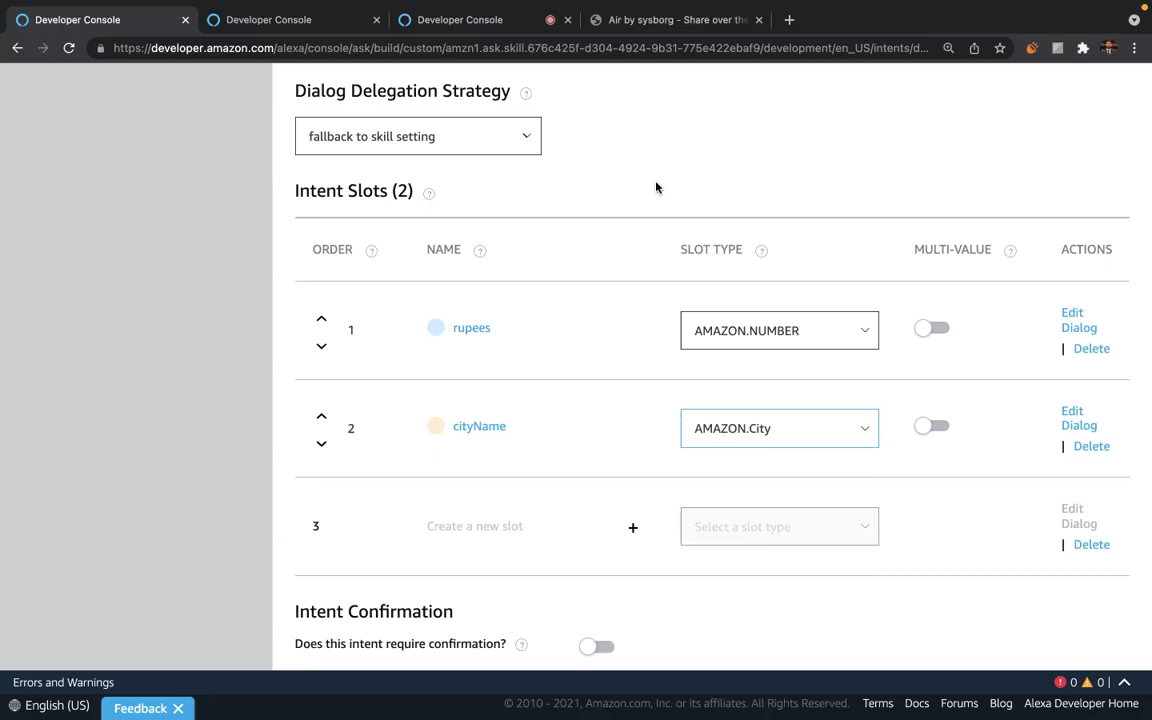 Developer Console
Developer Console
Developer Console
Air by sysborg - Share over the
https://developer.amazon.com/alexa/console/ask/build/custom/amzn1.ask.skill.676c425f-d304-4924-9b31-775e422ebaf9/development/en_US/intents/d...
Dialog Delegation Strategy ?
fallback to skill setting
Intent Slots (2) ?
ORDER ? NAME ? SLOT TYPE ? MULTI-VALUE ? ACTIONS
1 rupees AMAZON.NUMBER Edit
Dialog
| Delete
2 cityName AMAZON.City Edit
Dialog
| Delete
3 Create a new slot + Select a slot type Edit
Dialog
| Delete
Intent Confirmation
Does this intent require confirmation? ?
Errors and Warnings ! 0 0 |
English (US) Feedback © 2010 - 2021, Amazon.com, Inc. or its affiliates. All Rights Reserved. Terms Docs Forums Blog Alexa Developer Home